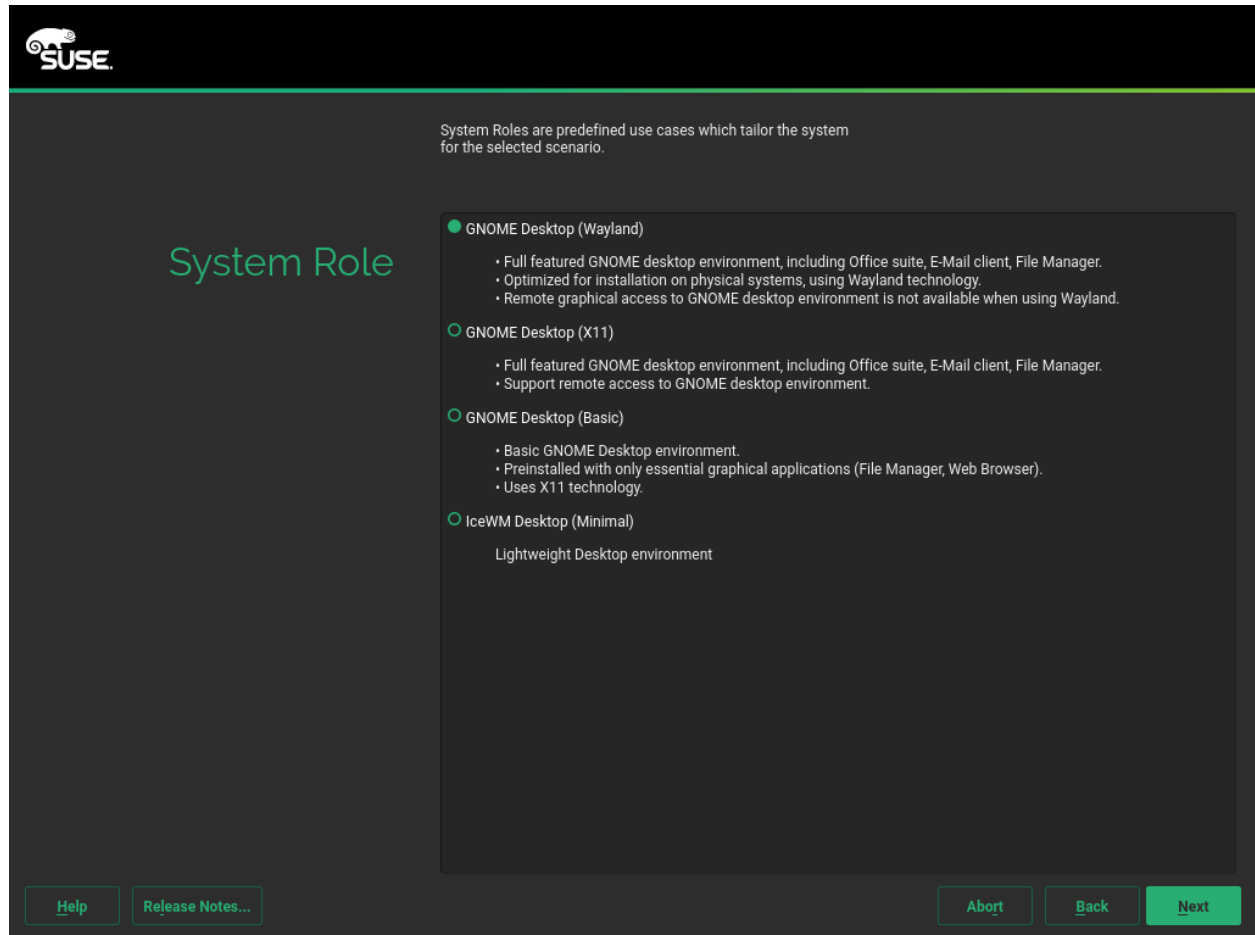 SUSE.
System Roles are predefined use cases which tailor the system
for the selected scenario.
System Role
GNOME Desktop (Wayland)
• Full featured GNOME desktop environment, including Office suite, E-Mail client, File Manager.
• Optimized for installation on physical systems, using Wayland technology.
• Remote graphical access to GNOME desktop environment is not available when using Wayland.
GNOME Desktop (X11)
• Full featured GNOME desktop environment, including Office suite, E-Mail client, File Manager.
• Support remote access to GNOME desktop environment.
GNOME Desktop (Basic)
• Basic GNOME Desktop environment.
• Preinstalled with only essential graphical applications (File Manager, Web Browser).
• Uses X11 technology.
IceWM Desktop (Minimal)
Lightweight Desktop environment
Help Release Notes... Abort Back Next